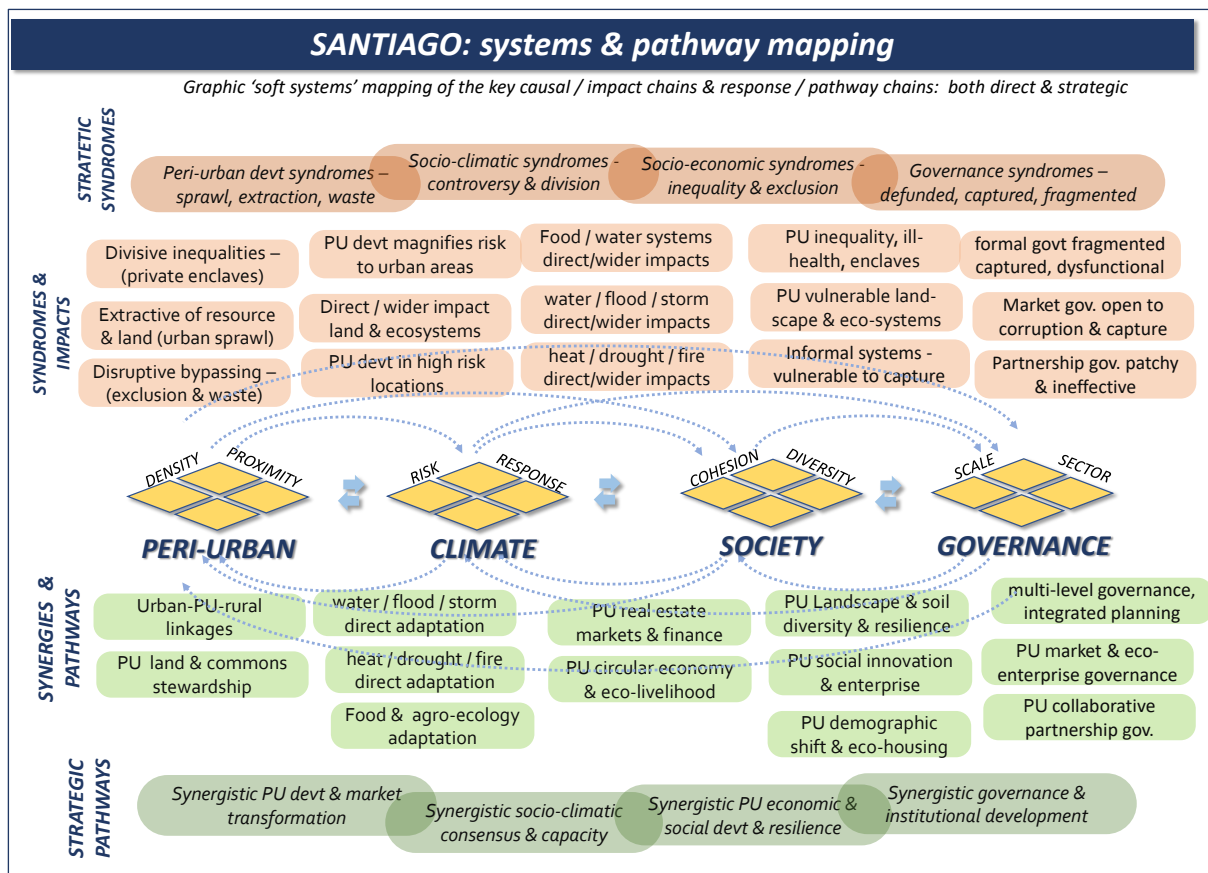 SANTIAGO: systems & pathway mapping
Graphic 'soft systems' mapping of the key causal / impact chains & response / pathway chains: both direct & strategic
STRATETIC
SYNDROMES
Peri-urban devt syndromes –
sprawl, extraction, waste
Socio-climatic syndromes -
controversy & division
Socio-economic syndromes -
inequality & exclusion
Governance syndromes –
defunded, captured, fragmented
SYNDROMES &
IMPACTS
Divisive inequalities –
(private enclaves)
Extractive of resource
& land (urban sprawl)
Disruptive bypassing –
(exclusion & waste)
PU devt magnifies risk
to urban areas
Direct / wider impact
land & ecosystems
PU devt in high risk
locations
Food / water systems
direct/wider impacts
water / flood / storm
direct/wider impacts
heat / drought / fire
direct/wider impacts
PU inequality, ill-
health, enclaves
PU vulnerable land-
scape & eco-systems
Informal systems -
vulnerable to capture
formal govt fragmented
captured, dysfunctional
Market gov. open to
corruption & capture
Partnership gov. patchy
& ineffective
DENSITY
PROXIMITY
PERI-URBAN
RISK
RESPONSE
CLIMATE
COHESION
DIVERSITY
SOCIETY
SCALE
SECTOR
GOVERNANCE
SYNERGIES &
PATHWAYS
Urban-PU-rural
linkages
PU land & commons
stewardship
water / flood / storm
direct adaptation
heat / drought / fire
direct adaptation
Food & agro-ecology
adaptation
PU real estate
markets & finance
PU circular economy
& eco-livelihood
PU Landscape & soil
diversity & resilience
PU social innovation
& enterprise
PU demographic
shift & eco-housing
multi-level governance,
integrated planning
PU market & eco-
enterprise governance
PU collaborative
partnership gov.
STRATEGIC
PATHWAYS
Synergistic PU devt & market
transformation
Synergistic socio-climatic
consensus & capacity
Synergistic PU economic &
social devt & resilience
Synergistic governance &
institutional development